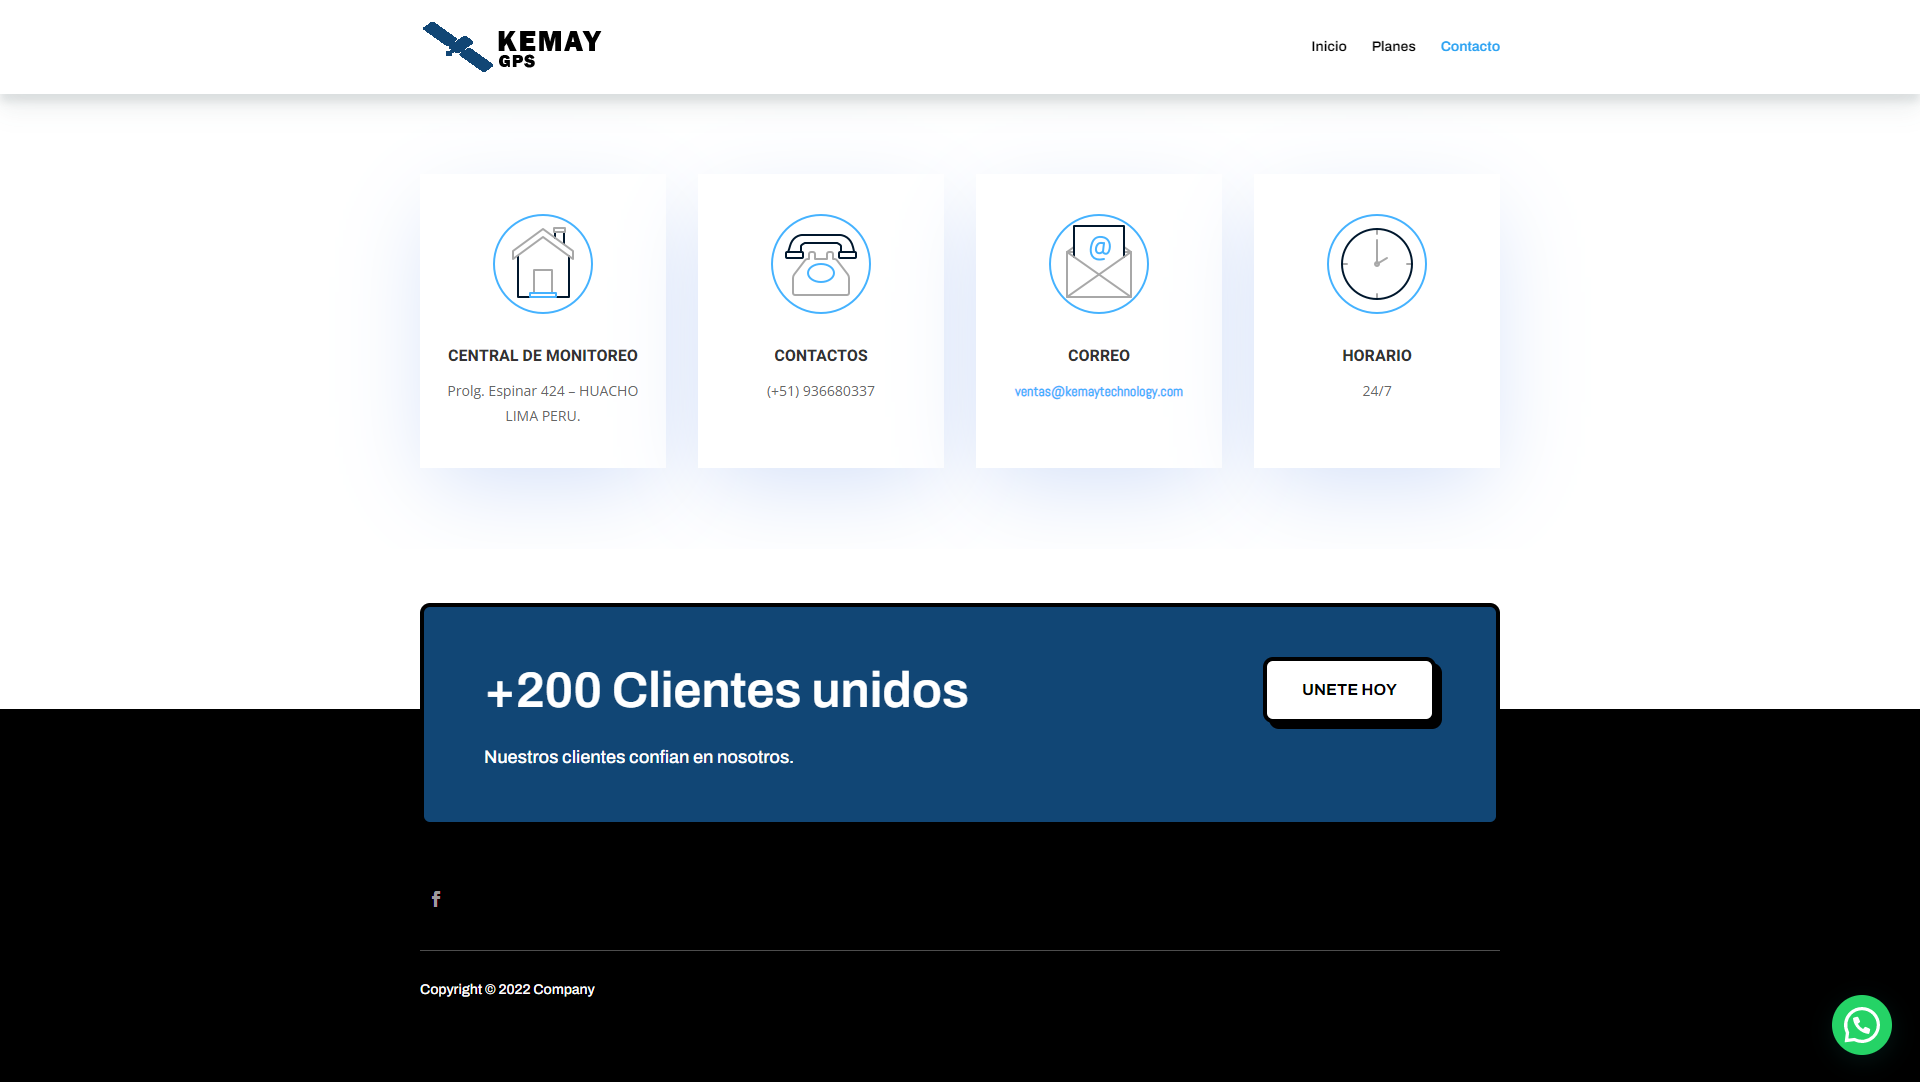 KEMAY
GPS
Inicio
Planes
Contacto
@
CENTRAL DE MONITOREO
Prolg. Espinar 424 – HUACHO
LIMA PERU.
CONTACTOS
(+51) 936680337
CORREO
ventas@kemaytechnology.com
HORARIO
24/7
+200 Clientes unidos
Nuestros clientes confian en nosotros.
UNETE HOY
Copyright © 2022 Company